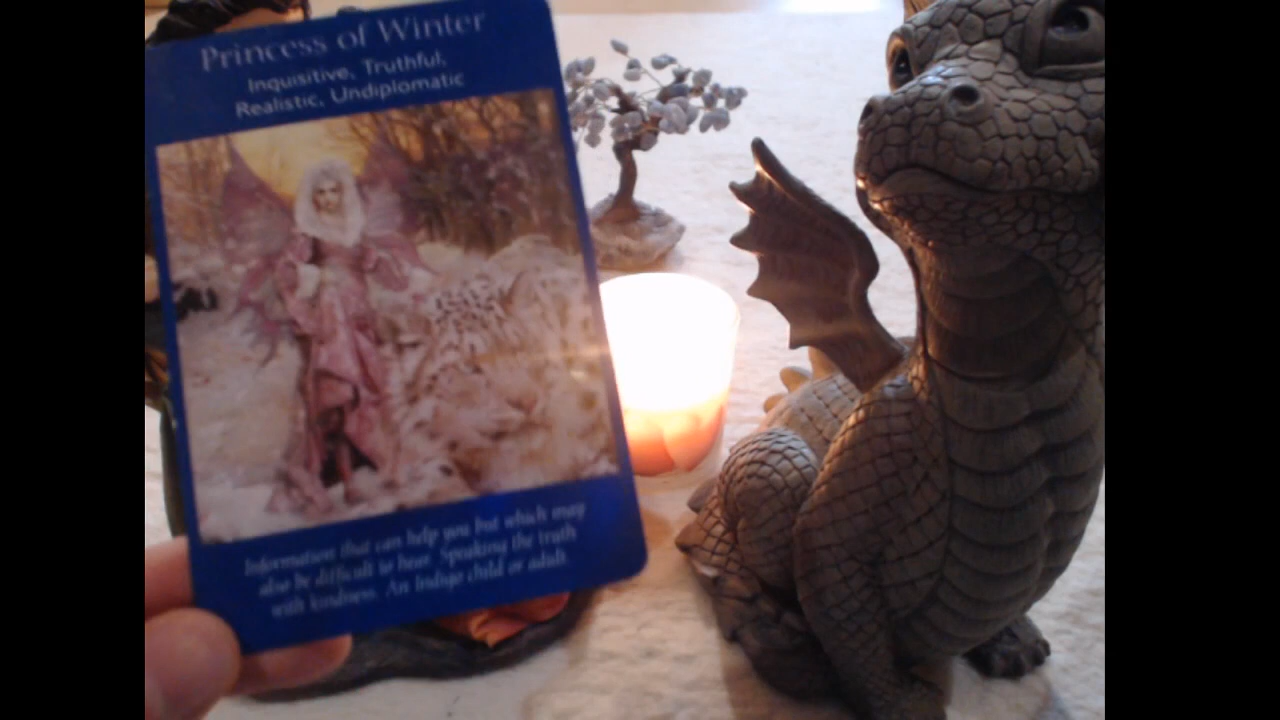 Princess of Winter
Inquisitive, Truthful,
Realistic, Undiplomatic
Information that can help you but which may
also be difficult to hear. Speaking the truth
with kindness. An Indigo child or adult.